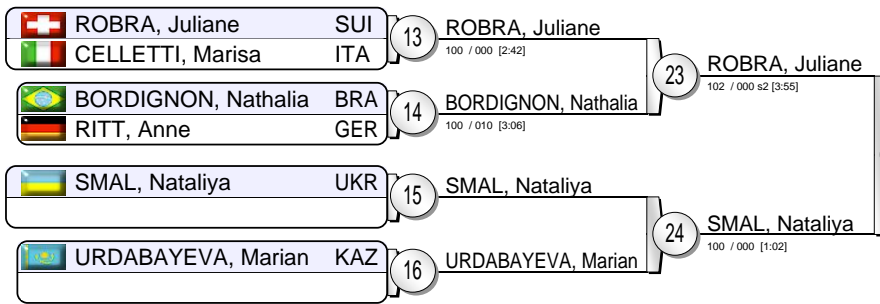 ROBRA, Juliane SUI
CELLETTI, Marisa ITA
13
ROBRA, Juliane
100 / 000 [2:42]
BORDIGNON, Nathalia BRA
RITT, Anne GER
14
BORDIGNON, Nathalia
100 / 010 [3:06]
23
ROBRA, Juliane
102 / 000 s2 [3:55]
SMAL, Nataliya UKR
15
SMAL, Nataliya
URDABAYEVA, Marian KAZ
16
URDABAYEVA, Marian
24
SMAL, Nataliya
100 / 000 [1:02]